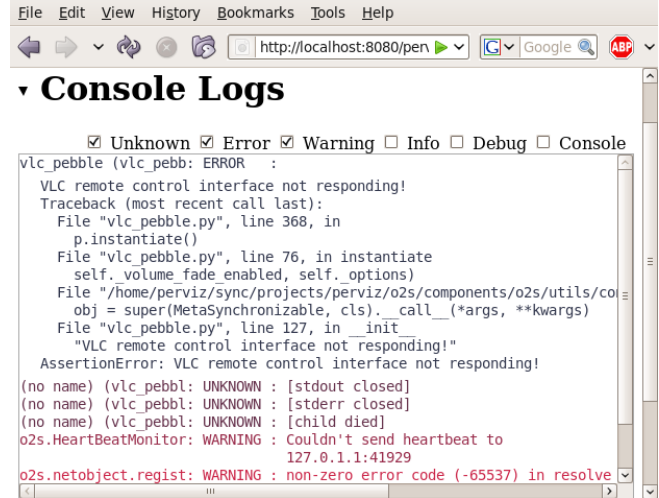 File Edit View History Bookmarks Tools Help
http://localhost:8080/perv G Google ABP
Console Logs
Unknown Error Warning Info Debug Console
vlc_pebble (vlc_pebb: ERROR :
VLC remote control interface not responding!
Traceback (most recent call last):
File "vlc_pebble.py", line 368, in
p.instantiate()
File "vlc_pebble.py", line 76, in instantiate
self._volume_fade_enabled, self._options)
File "/home/perviz/sync/projects/perviz/o2s/components/o2s/utils/co
obj = super(MetaSynchronizable, cls).__call__(*args, **kwargs)
File "vlc_pebble.py", line 127, in __init__
"VLC remote control interface not responding!"
AssertionError: VLC remote control interface not responding!
(no name) (vlc_pebbl: UNKNOWN : [stdout closed]
(no name) (vlc_pebbl: UNKNOWN : [stderr closed]
(no name) (vlc_pebbl: UNKNOWN : [child died]
o2s.HeartBeatMonitor: WARNING : Couldn't send heartbeat to
127.0.1.1:41929
o2s.netobject.regist: WARNING : non-zero error code (-65537) in resolve